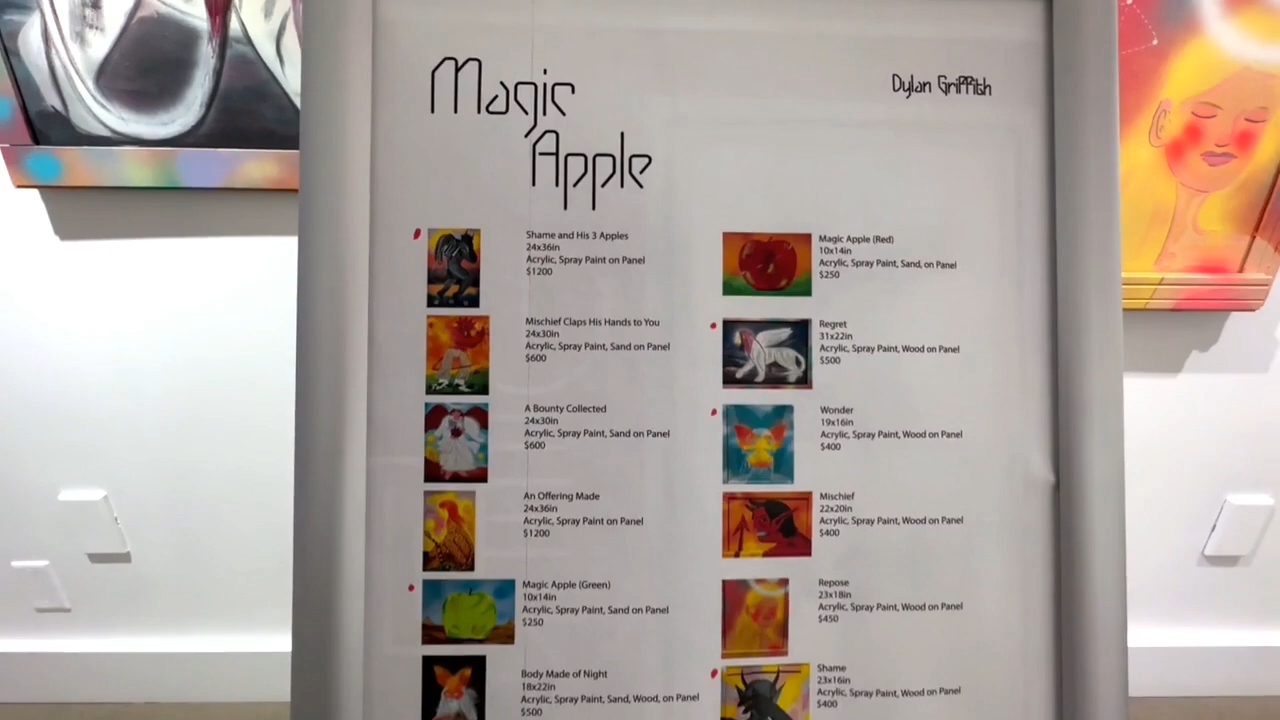 Magic
Apple
Dylan Griffith
Shame and His 3 Apples
24x36in
Acrylic, Spray Paint on Panel
$1200
Mischief Claps His Hands to You
24x30in
Acrylic, Spray Paint, Sand on Panel
$600
A Bounty Collected
24x30in
Acrylic, Spray Paint, Sand on Panel
$600
An Offering Made
24x36in
Acrylic, Spray Paint on Panel
$1200
Magic Apple (Green)
10x14in
Acrylic, Spray Paint, Sand on Panel
$250
Body Made of Night
18x22in
Acrylic, Spray Paint, Sand, Wood, on Panel
$500
Magic Apple (Red)
10x14in
Acrylic, Spray Paint, Sand, on Panel
$250
Regret
31x22in
Acrylic, Spray Paint, Wood on Panel
$500
Wonder
19x16in
Acrylic, Spray Paint, Wood on Panel
$400
Mischief
22x20in
Acrylic, Spray Paint, Wood on Panel
$400
Repose
23x18in
Acrylic, Spray Paint, Wood on Panel
$450
Shame
23x16in
Acrylic, Spray Paint, Wood on Panel
$400